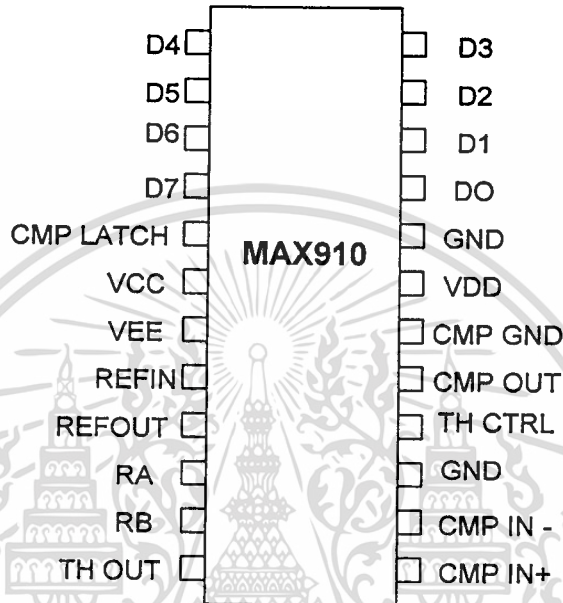 D4 D3
D5 D2
D6 D1
D7 DO
CMP LATCH GND
MAX910
VCC VDD
VEE CMP GND
REFIN CMP OUT
REFOUT TH CTRL
RA GND
RB CMP IN -
TH OUT CMP IN+